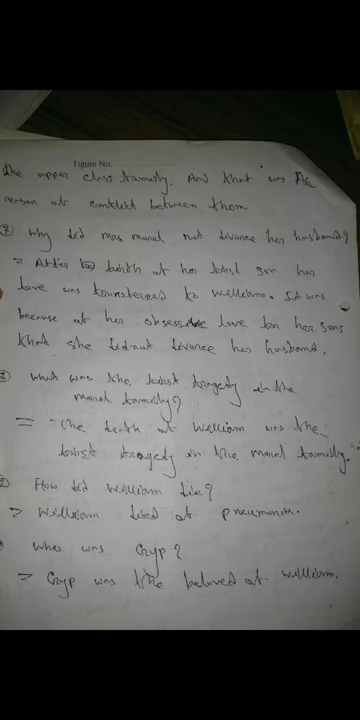 Figure No.
the upper class family. And that was the
reason of conflict between them.
② Why did mrs morel not divorce her husband?
= After birth of her first son her
love was transferred to William. It was
because of her obsessive love for her sons
that she did not divorce her husband.
③ What was the first tragedy in the
morel family?
= The death of William was the
first tragedy in the morel family.
How did William die?
= William died of pneumonia.
Who was Gyp?
= Gyp was the beloved of William.